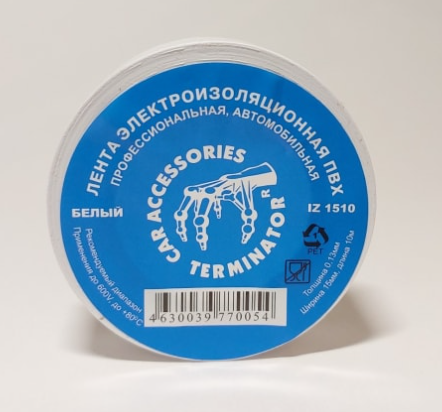 ЛЕНТА ЭЛЕКТРОИЗОЛЯЦИОННАЯ ПВХ
ПРОФЕССИОНАЛЬНАЯ, АВТОМОБИЛЬНАЯ
CAR ACCESSORIES
TERMINATOR ®
БЕЛЫЙ
IZ 1510
PET
Рекомендуемый диапазон
Применения до 600V, до +80°C
Толщина 0.13мм
Ширина 15мм, длина 10м
4630039770054